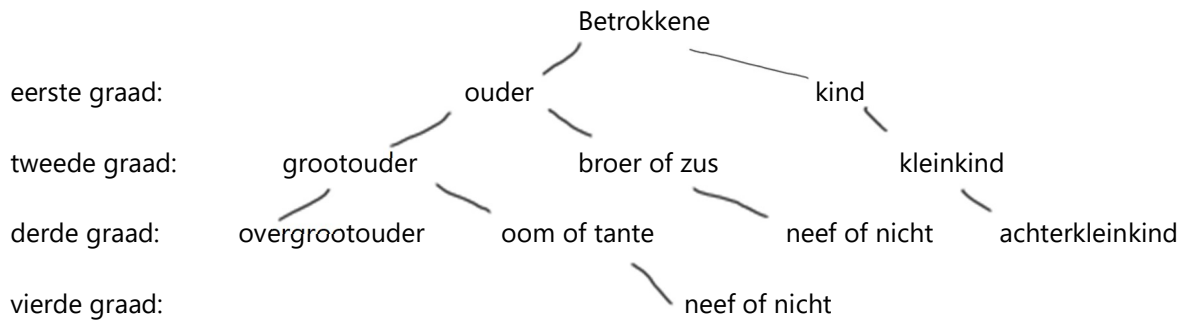 Betrokkene
eerste graad: ouder kind
tweede graad: grootouder broer of zus kleinkind
derde graad: overgrootouder oom of tante neef of nicht achterkleinkind
vierde graad: neef of nicht